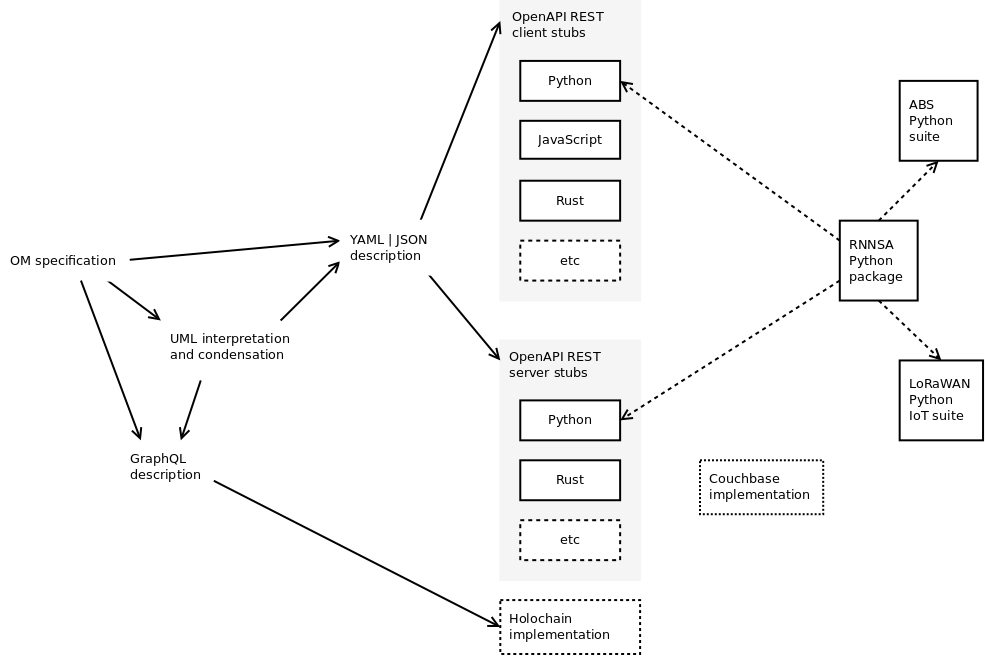 OpenAPI REST
client stubs
Python
JavaScript
Rust
etc
ABS
Python
suite
OM specification
YAML | JSON
description
RNNSA
Python
package
UML interpretation
and condensation
OpenAPI REST
server stubs
Python
Rust
etc
LoRaWAN
Python
IoT suite
GraphQL
description
Couchbase
implementation
Holochain
implementation